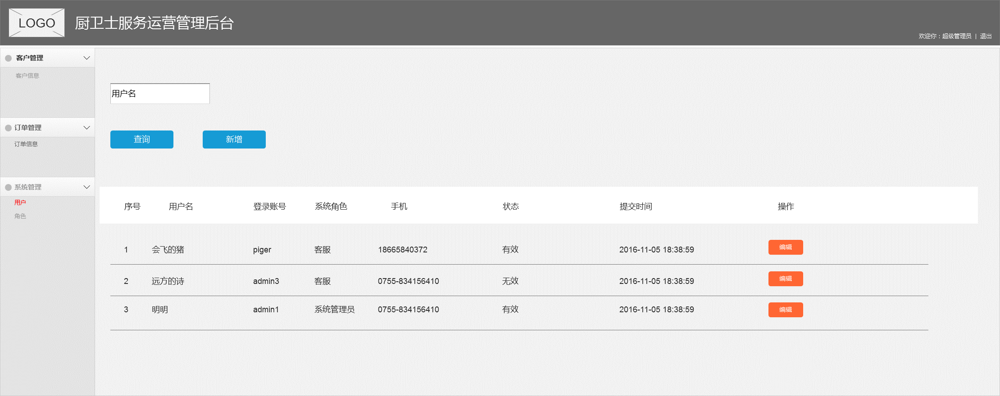 LOGO 厨卫士服务运营管理后台
欢迎你：超级管理员 | 退出
客户管理
客户信息
订单管理
订单信息
系统管理
用户
角色
用户名
查询 新增
序号 用户名 登录账号 系统角色 手机 状态 提交时间 操作
1 会飞的猪 piger 客服 18665840372 有效 2016-11-05 18:38:59 编辑
2 远方的诗 admin3 客服 0755-834156410 无效 2016-11-05 18:38:59 编辑
3 明明 admin1 系统管理员 0755-834156410 有效 2016-11-05 18:38:59 编辑